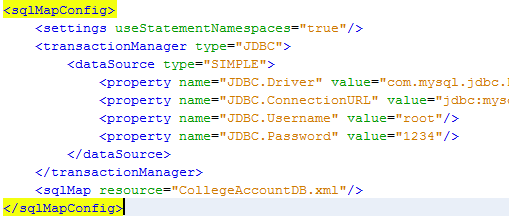 <sqlMapConfig>
<settings useStatementNamespaces="true"/>
<transactionManager type="JDBC">
<dataSource type="SIMPLE">
<property name="JDBC.Driver" value="com.mysql.jdbc.
<property name="JDBC.ConnectionURL" value="jdbc:mys
<property name="JDBC.Username" value="root"/>
<property name="JDBC.Password" value="1234"/>
</dataSource>
</transactionManager>
<sqlMap resource="CollegeAccountDB.xml"/>
</sqlMapConfig>